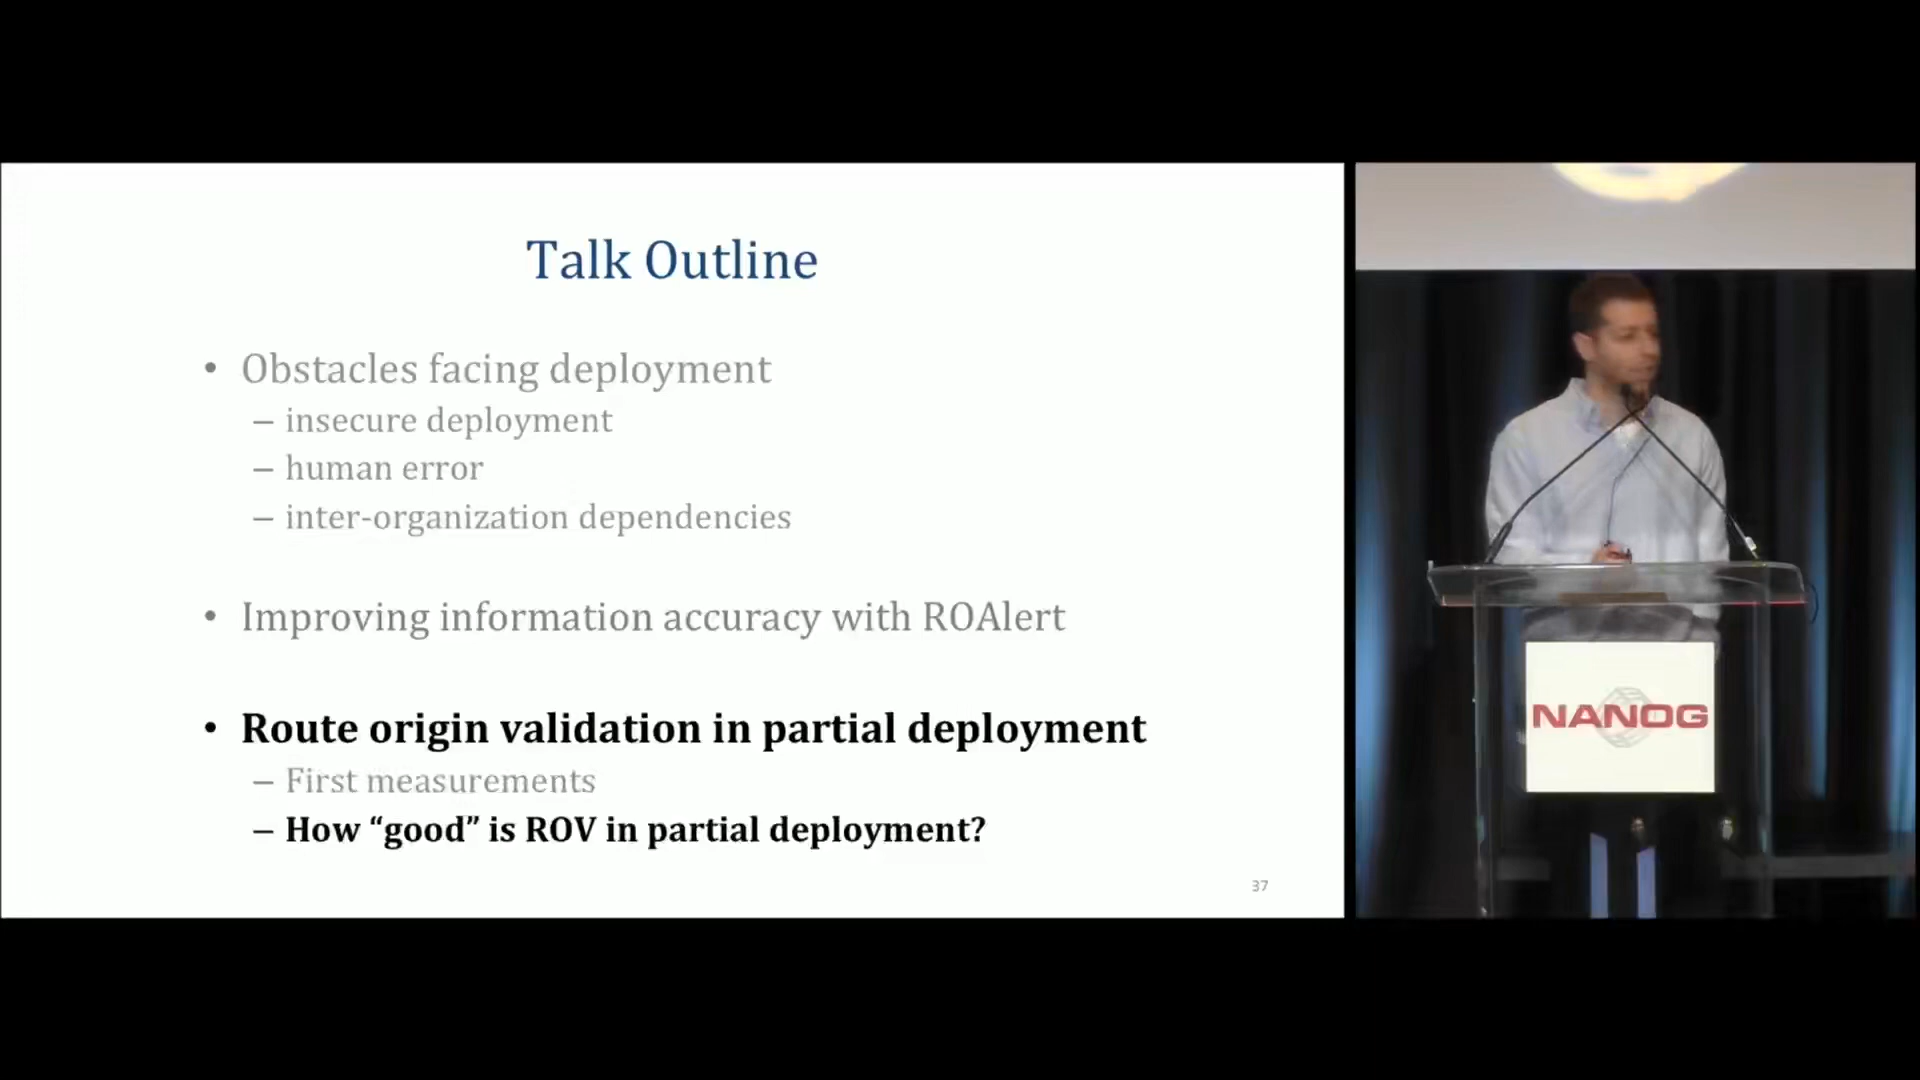 Talk Outline
• Obstacles facing deployment
– insecure deployment
– human error
– inter-organization dependencies
• Improving information accuracy with ROAlert
• Route origin validation in partial deployment
– First measurements
– How “good” is ROV in partial deployment?
37
NANOG